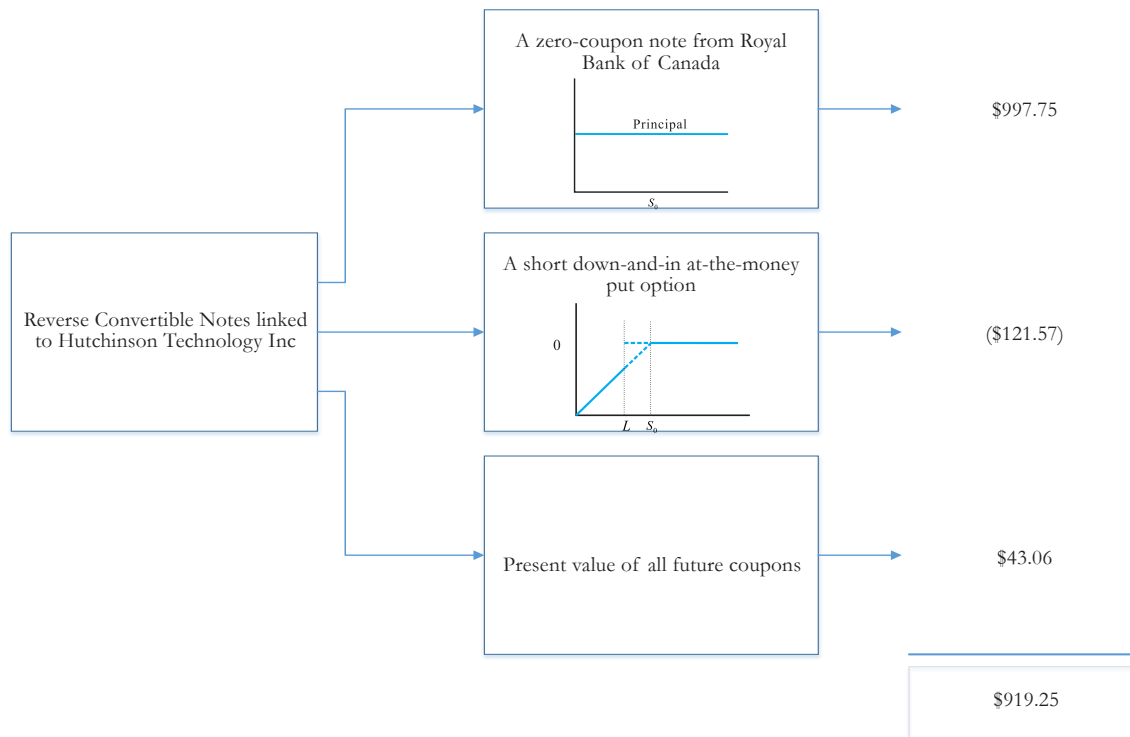 A zero-coupon note from Royal
Bank of Canada
Principal
S₀
$997.75
Reverse Convertible Notes linked
to Hutchinson Technology Inc
A short down-and-in at-the-money
put option
0
L S₀
($121.57)
Present value of all future coupons
$43.06
$919.25